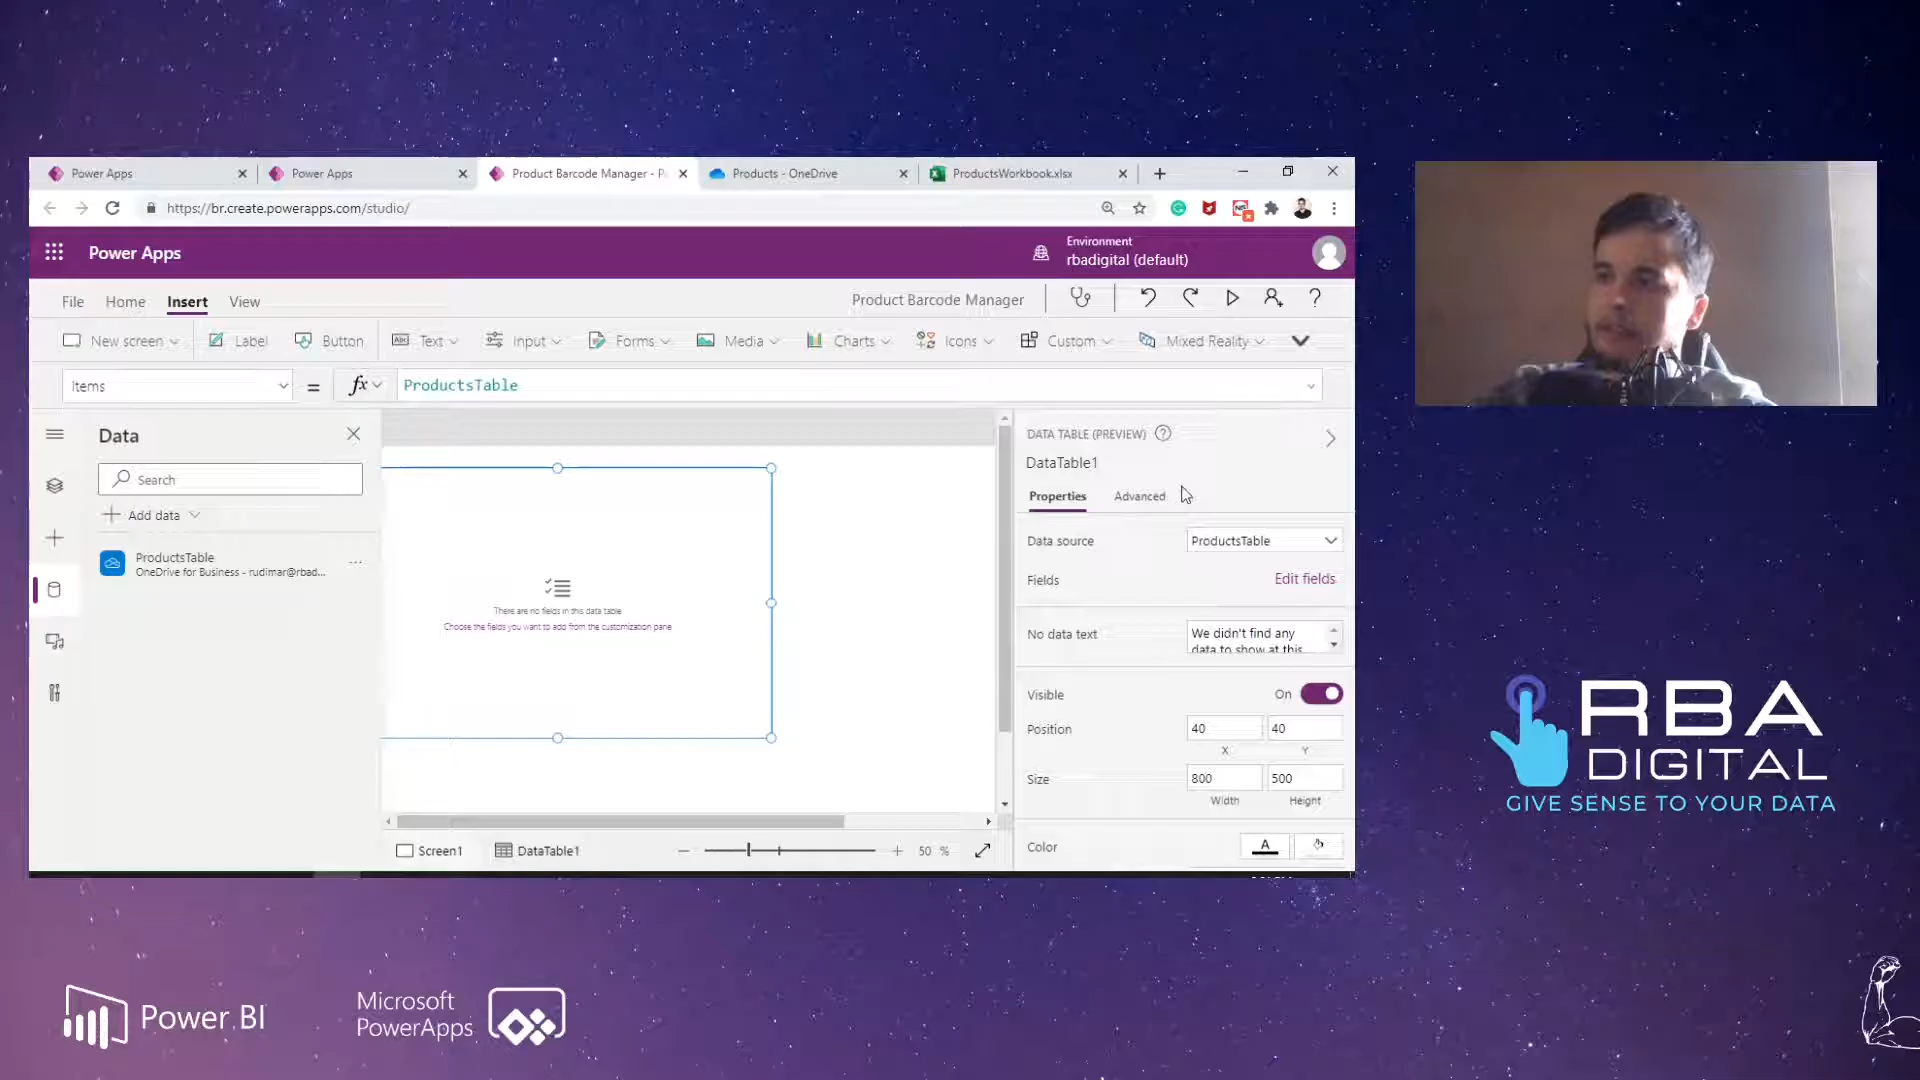 Power Apps
Power Apps
Product Barcode Manager - P
Products - OneDrive
ProductsWorkbook.xlsx
https://br.create.powerapps.com/studio/
Power Apps
Environment
rbadigital (default)
File Home Insert View
Product Barcode Manager
New screen Label Button Text Input Forms Media Charts Icons Custom Mixed Reality
Items = fx ProductsTable
Data
Search
Add data
ProductsTable
OneDrive for Business - rudimar@rbad...
There are no fields in this data table
Choose the fields you want to add from the customization pane
Screen1 DataTable1 50 %
DATA TABLE (PREVIEW)
DataTable1
Properties Advanced
Data source ProductsTable
Fields Edit fields
No data text We didn't find any
data to show at this
Visible On
Position 40 40
X Y
Size 800 500
Width Height
Color A
RBA
DIGITAL
GIVE SENSE TO YOUR DATA
Power BI
Microsoft
PowerApps